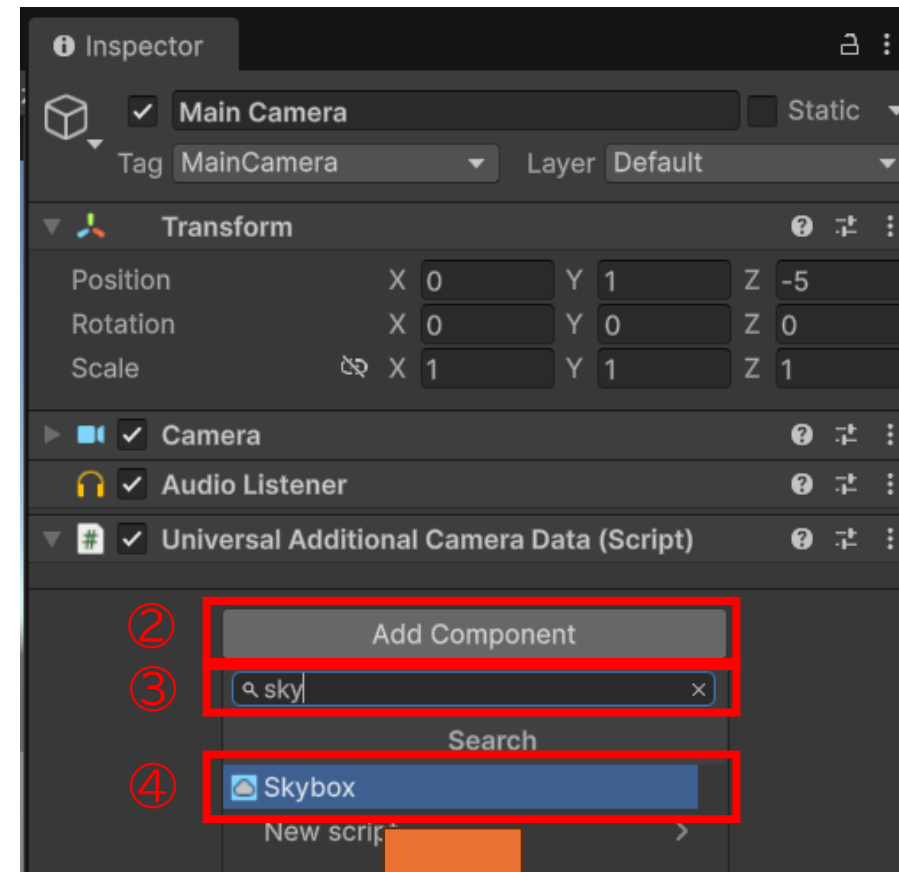 Inspector
Main Camera Static
Tag MainCamera Layer Default
Transform
Position X 0 Y 1 Z -5
Rotation X 0 Y 0 Z 0
Scale X 1 Y 1 Z 1
Camera
Audio Listener
# Universal Additional Camera Data (Script)
② Add Component
③ sky
Search
④ Skybox
New script